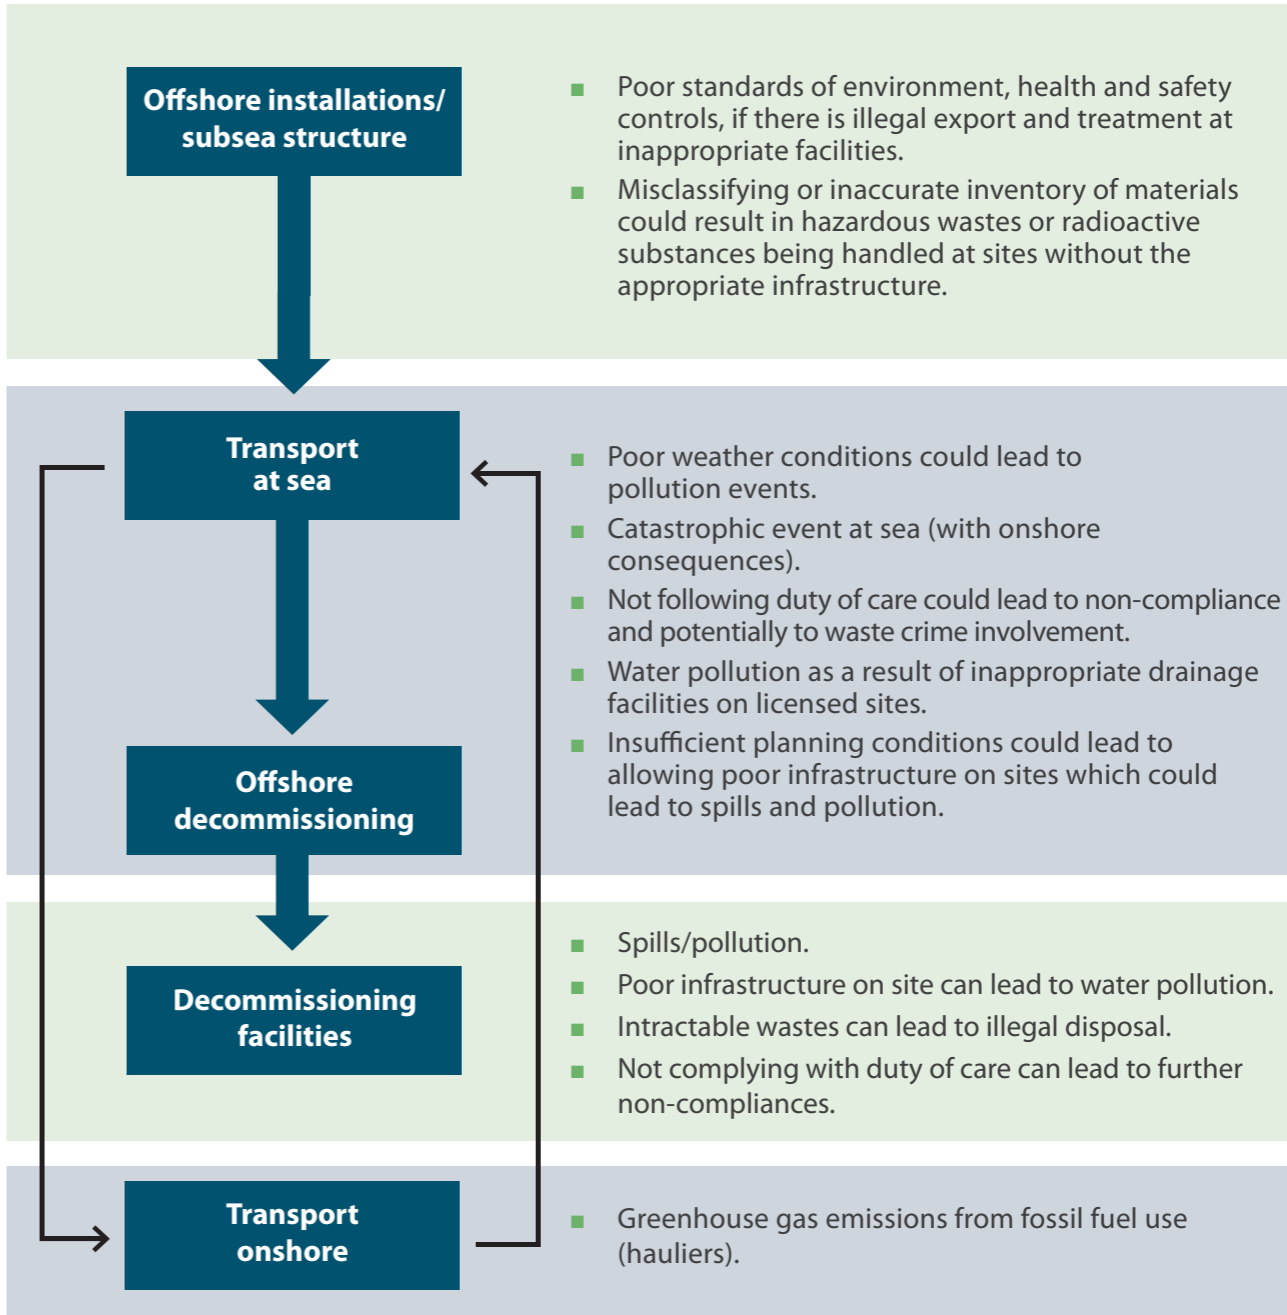 Offshore installations/
subsea structure
■ Poor standards of environment, health and safety
controls, if there is illegal export and treatment at
inappropriate facilities.
■ Misclassifying or inaccurate inventory of materials
could result in hazardous wastes or radioactive
substances being handled at sites without the
appropriate infrastructure.
Transport
at sea
■ Poor weather conditions could lead to
pollution events.
■ Catastrophic event at sea (with onshore
consequences).
■ Not following duty of care could lead to non-compliance
and potentially to waste crime involvement.
■ Water pollution as a result of inappropriate drainage
facilities on licensed sites.
■ Insufficient planning conditions could lead to
allowing poor infrastructure on sites which could
lead to spills and pollution.
Offshore
decommissioning
■ Spills/pollution.
■ Poor infrastructure on site can lead to water pollution.
■ Intractable wastes can lead to illegal disposal.
■ Not complying with duty of care can lead to further
non-compliances.
Decommissioning
facilities
Transport
onshore
■ Greenhouse gas emissions from fossil fuel use
(hauliers).